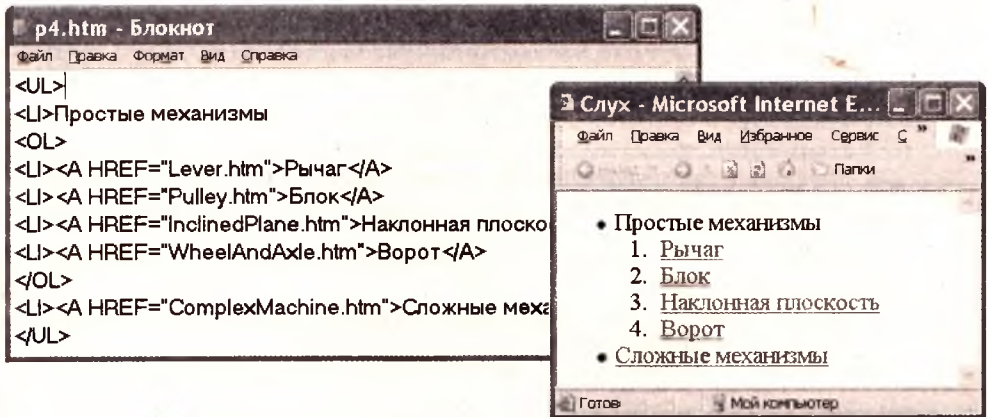 p4.htm - Блокнот
Файл Правка Формат Вид Справка
<UL>
<LI>Простые механизмы
<OL>
<LI><A HREF="Lever.htm">Рычаг</A>
<LI><A HREF="Pulley.htm">Блок</A>
<LI><A HREF="InclinedPlane.htm">Наклонная плоско
<LI><A HREF="WheelAndAxle.htm">Ворот</A>
</OL>
<LI><A HREF="ComplexMachine.htm">Сложные меха
</UL>
Слух - Microsoft Internet E...
Файл Правка Вид Избранное Сервис С "
Папки "
• Простые механизмы
1. Рычаг
2. Блок
3. Наклонная плоскость
4. Ворот
• Сложные механизмы
Готово Мой компьютер